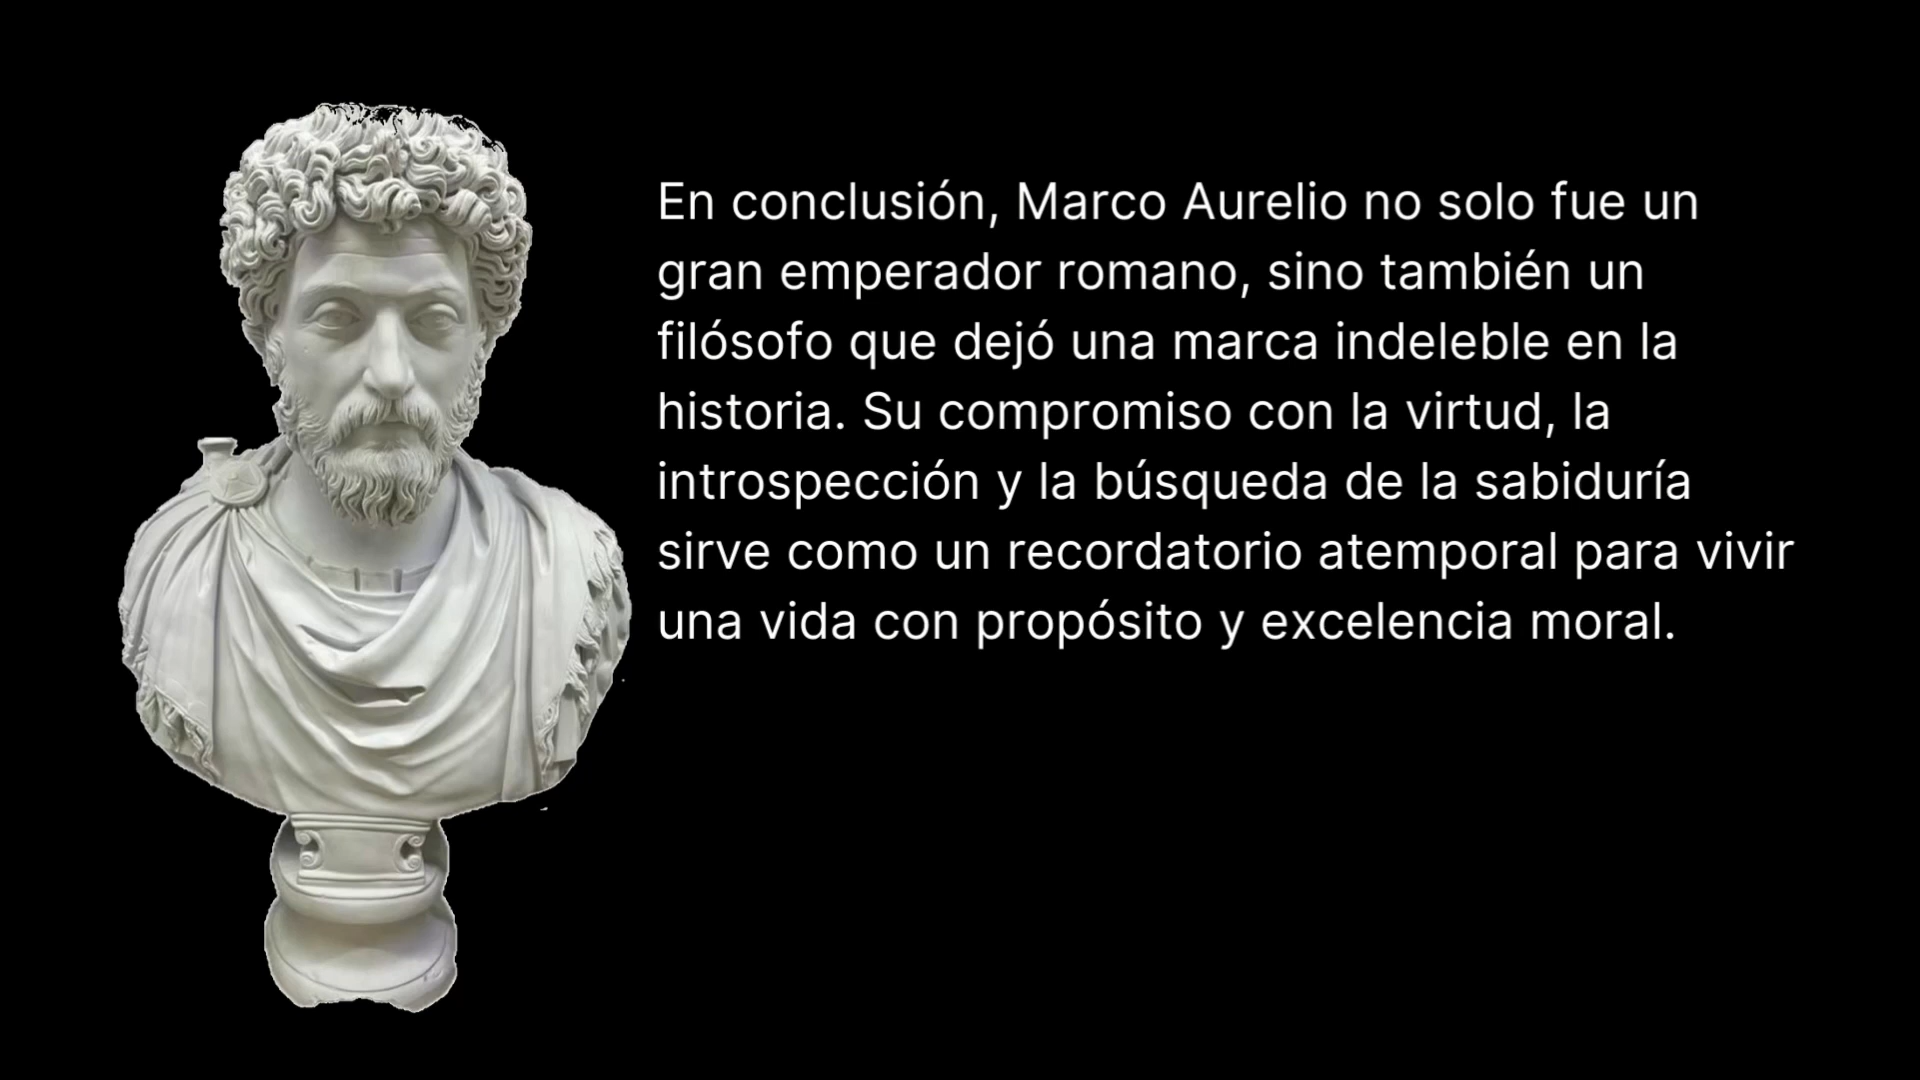 En conclusión, Marco Aurelio no solo fue un
gran emperador romano, sino también un
filósofo que dejó una marca indeleble en la
historia. Su compromiso con la virtud, la
introspección y la búsqueda de la sabiduría
sirve como un recordatorio atemporal para vivir
una vida con propósito y excelencia moral.